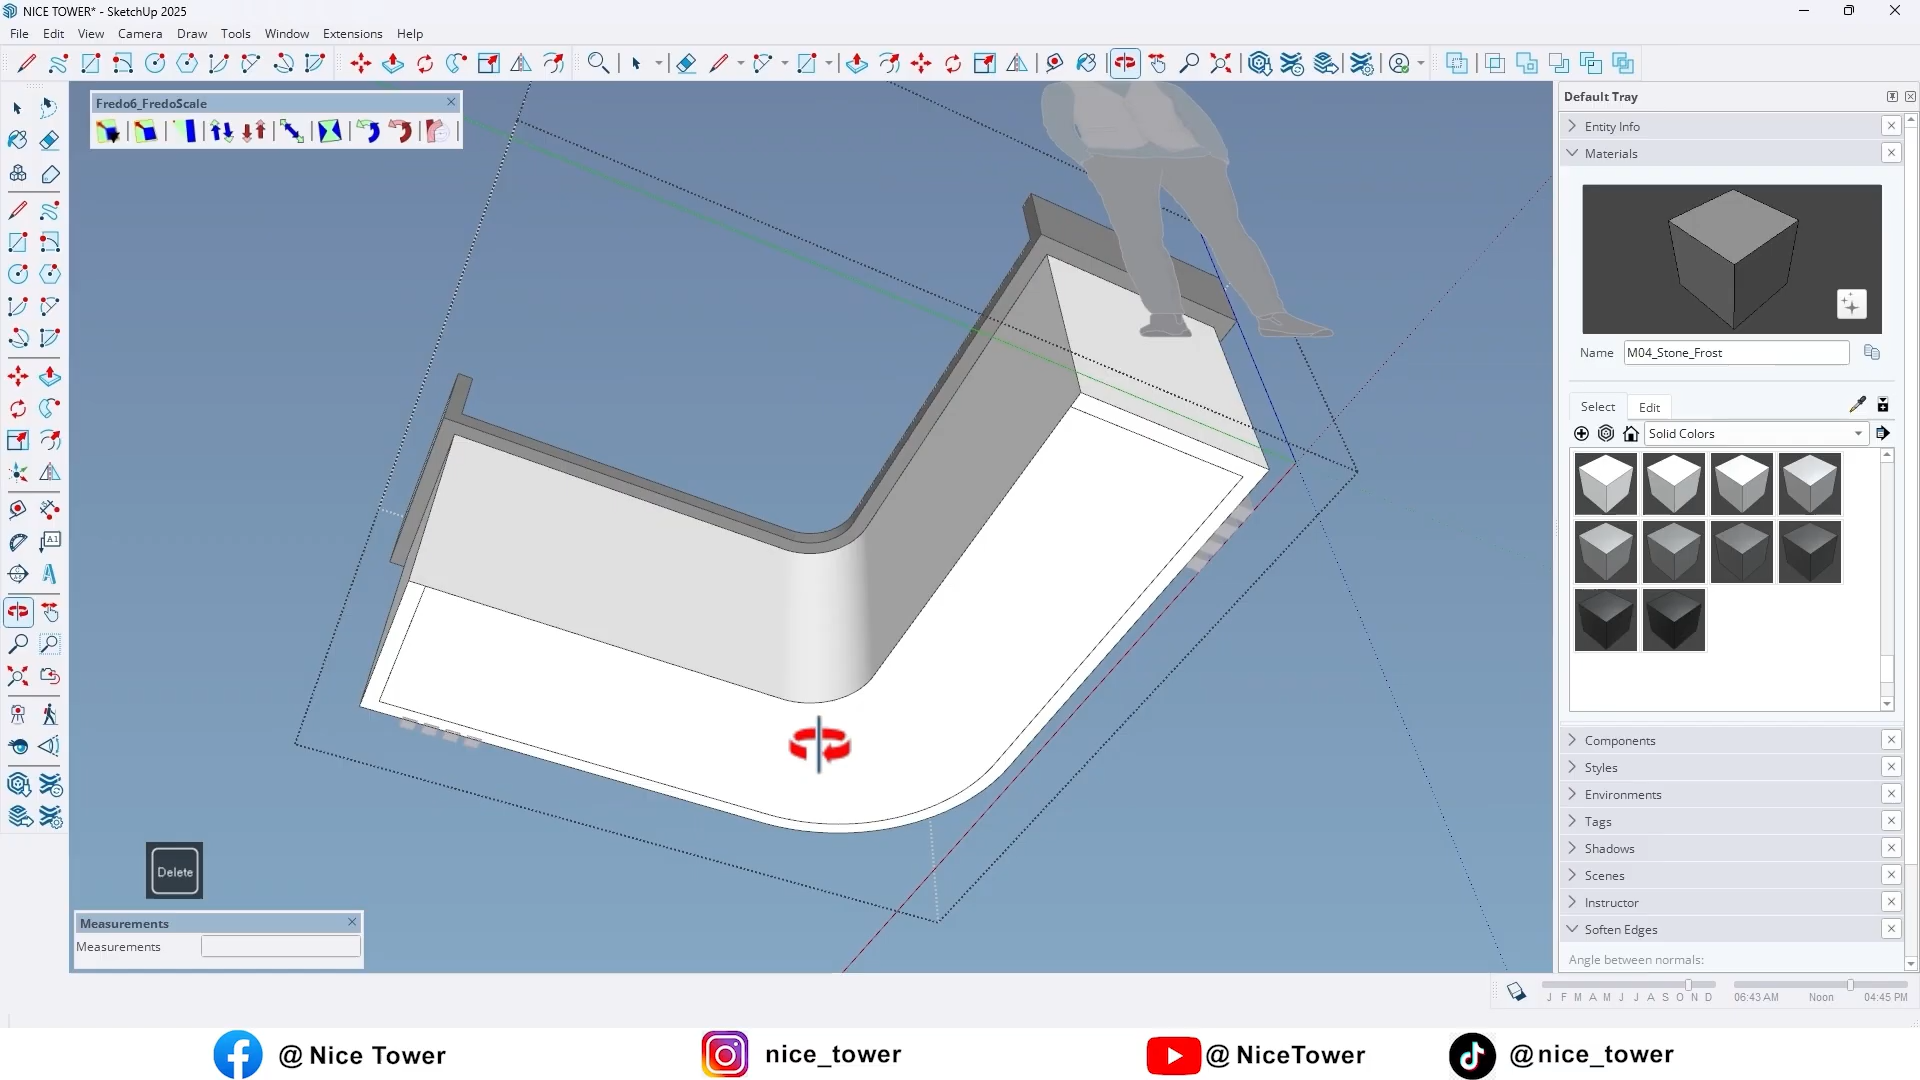 NICE TOWER* - SketchUp 2025
File Edit View Camera Draw Tools Window Extensions Help
Fredo6_FredoScale
Default Tray
Entity Info
Materials
Name M04_Stone_Frost
Select Edit
Solid Colors
A1
Components
Styles
Environments
Tags
Shadows
Scenes
Instructor
Soften Edges
Angle between normals:
Delete
Measurements
Measurements
J F M A M J J A S O N D 06:43 AM Noon 04:45 PM
@ Nice Tower nice_tower @ NiceTower @nice_tower